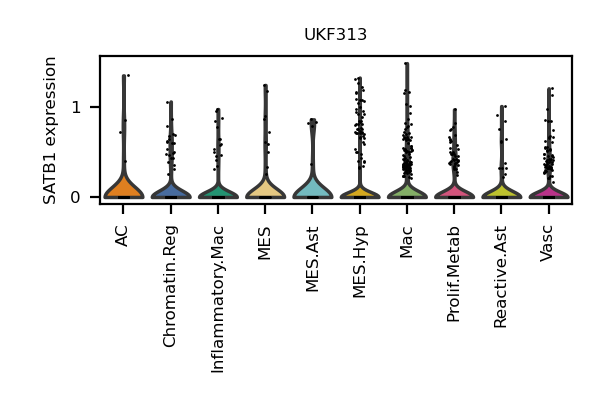 UKF313
SATB1 expression
1
0
AC
Chromatin.Reg
Inflammatory.Mac
MES
MES.Ast
MES.Hyp
Mac
Prolif.Metab
Reactive.Ast
Vasc